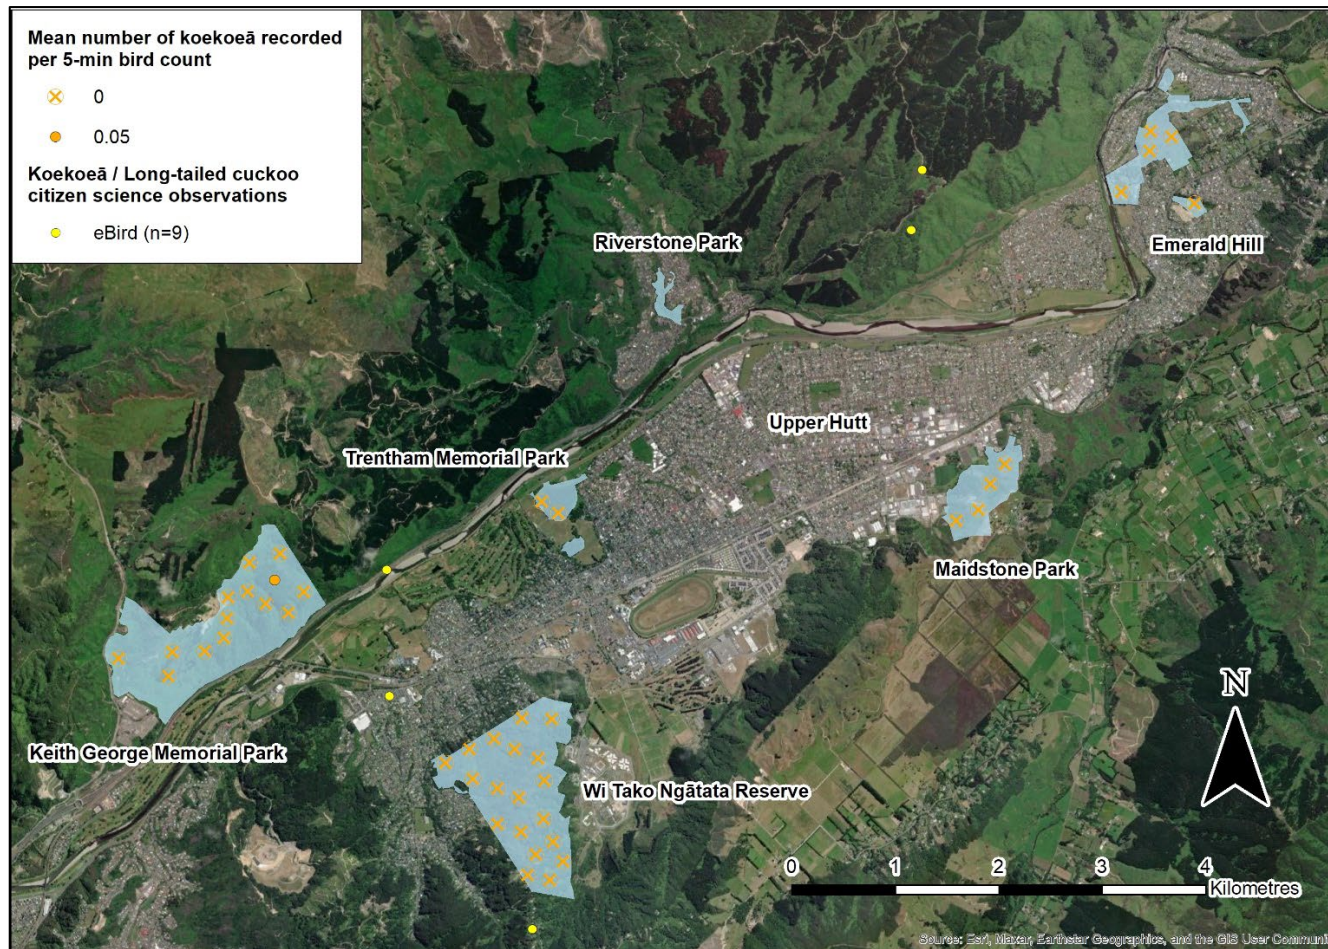 Mean number of koekoeā recorded
per 5-min bird count
0
0.05
Koekoeā / Long-tailed cuckoo
citizen science observations
eBird (n=9)
Riverstone Park
Emerald Hill
Upper Hutt
Trentham Memorial Park
Maidstone Park
Keith George Memorial Park
Wi Tako Ngātata Reserve
N
0 1 2 3 4
Kilometres
Source: Esri, Maxar, Earthstar Geographics, and the GIS User Communit